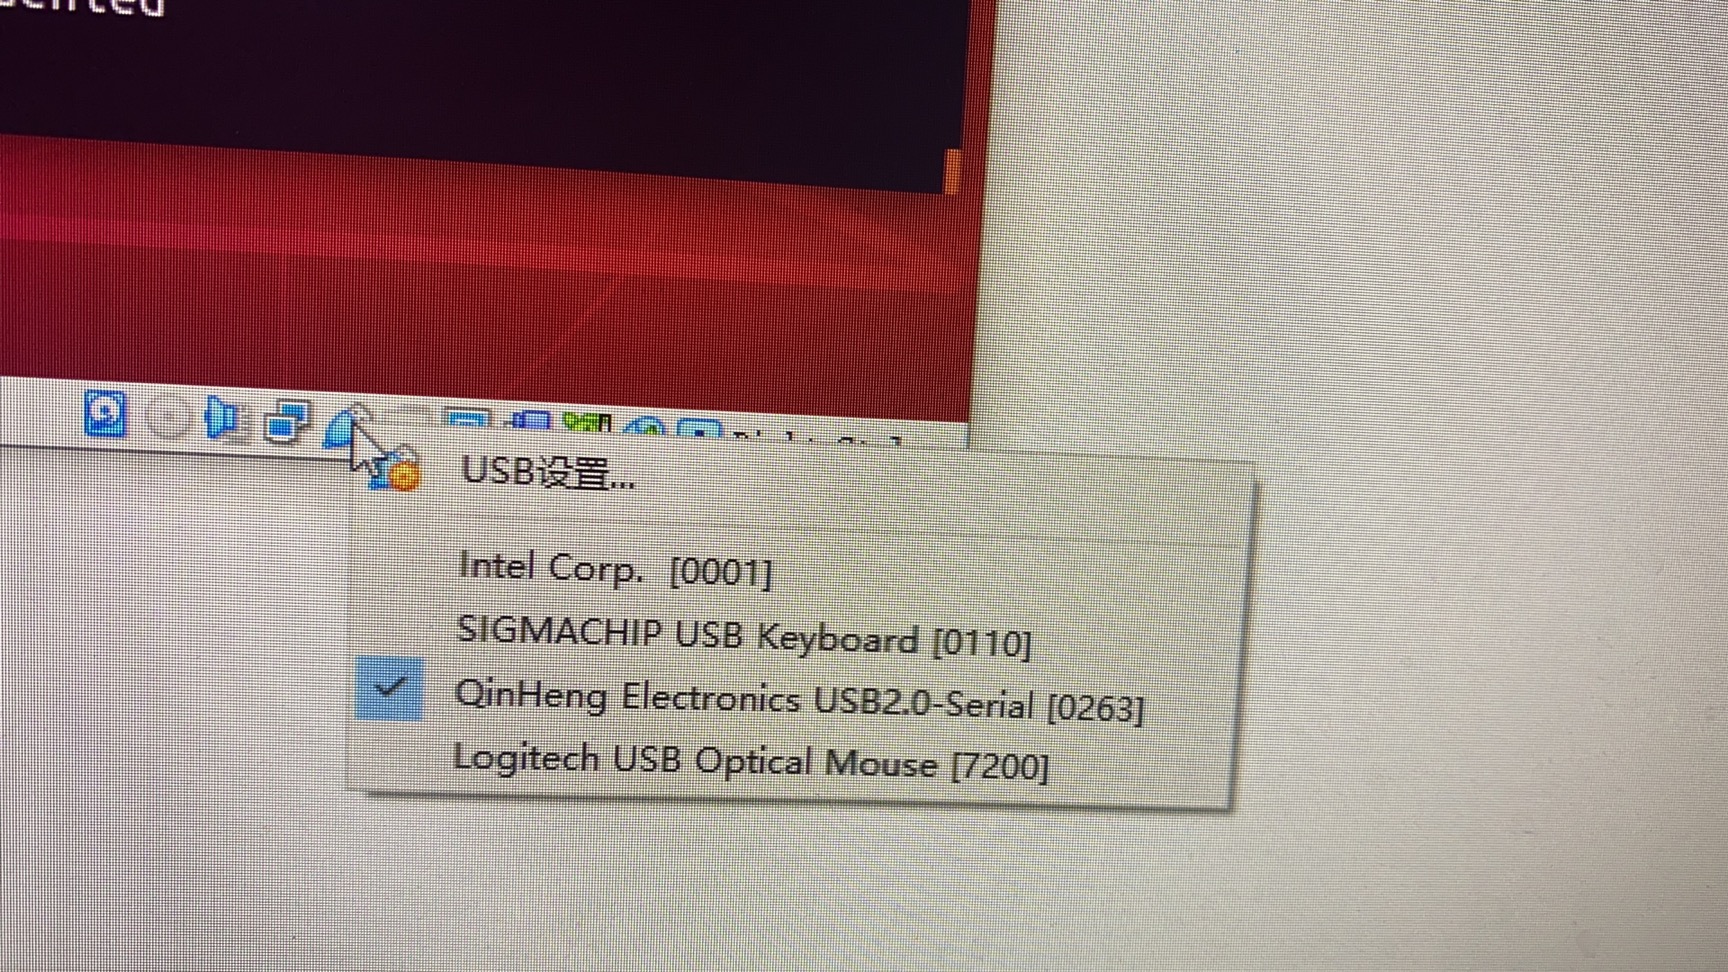 USB设置...
Intel Corp. [0001]
SIGMACHIP USB Keyboard [0110]
QinHeng Electronics USB2.0-Serial [0263]
Logitech USB Optical Mouse [7200]